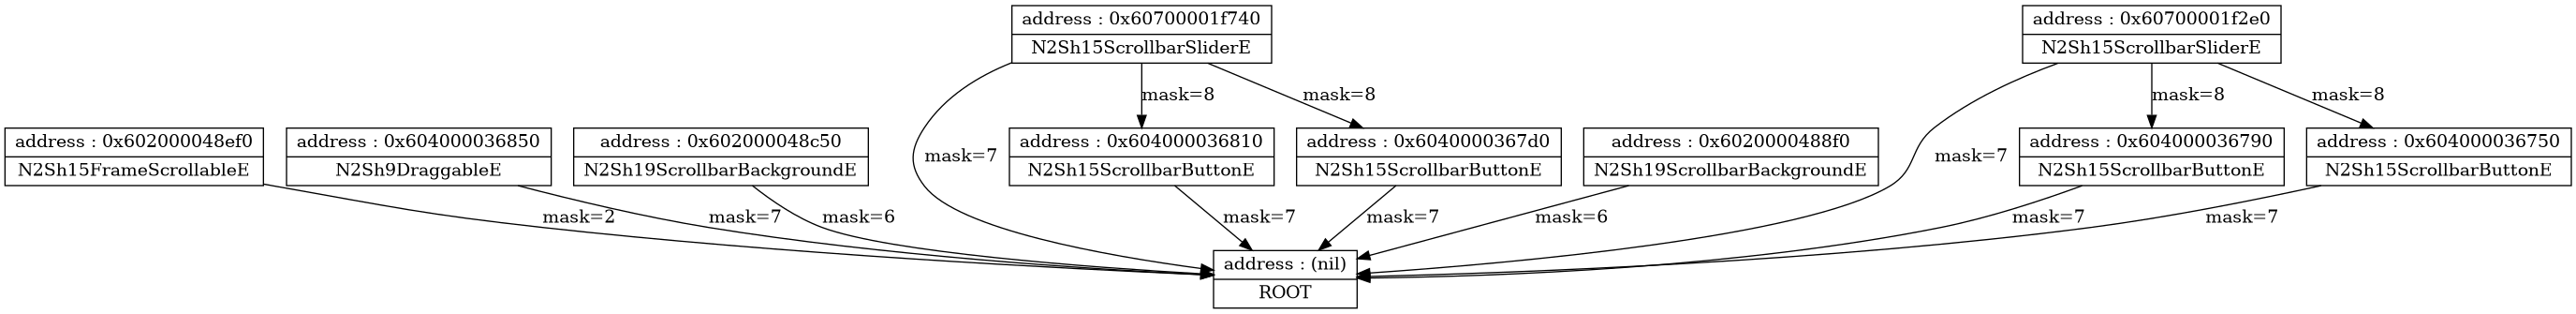 address : 0x60700001f740
N2Sh15ScrollbarSliderE
address : 0x60700001f2e0
N2Sh15ScrollbarSliderE
mask=8
mask=8
mask=8
mask=8
address : 0x602000048ef0
N2Sh15FrameScrollableE
address : 0x604000036850
N2Sh9DraggableE
address : 0x602000048c50
N2Sh19ScrollbarBackgroundE
mask=7
address : 0x604000036810
N2Sh15ScrollbarButtonE
address : 0x6040000367d0
N2Sh15ScrollbarButtonE
address : 0x6020000488f0
N2Sh19ScrollbarBackgroundE
mask=7
address : 0x604000036790
N2Sh15ScrollbarButtonE
address : 0x604000036750
N2Sh15ScrollbarButtonE
mask=2
mask=7
mask=6
mask=7
mask=7
mask=6
mask=7
mask=7
address : (nil)
ROOT